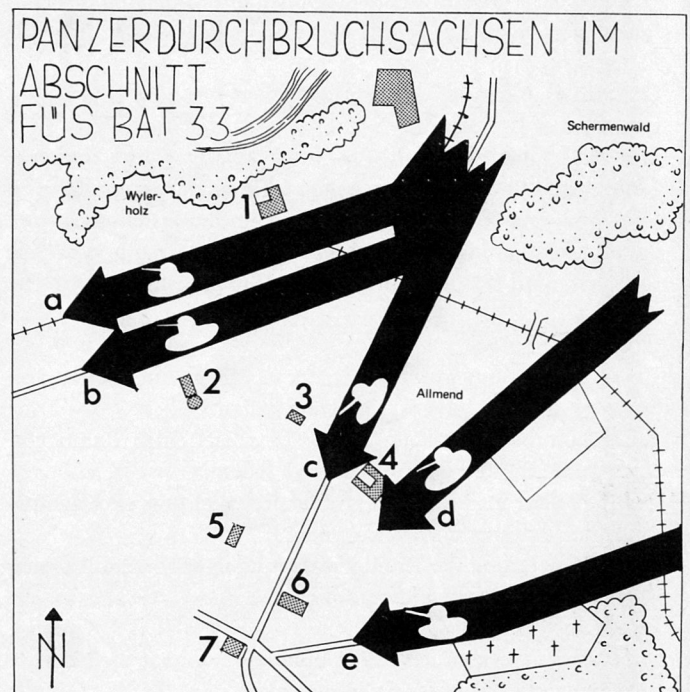 PANZERDURCHBRUCHSACHSEN IM
ABSCHNITT
FÜS BAT 33
Schermenwald
Wyler-
holz
1
a
b
2
3
Allmend
c
4
d
5
6
7
e
N